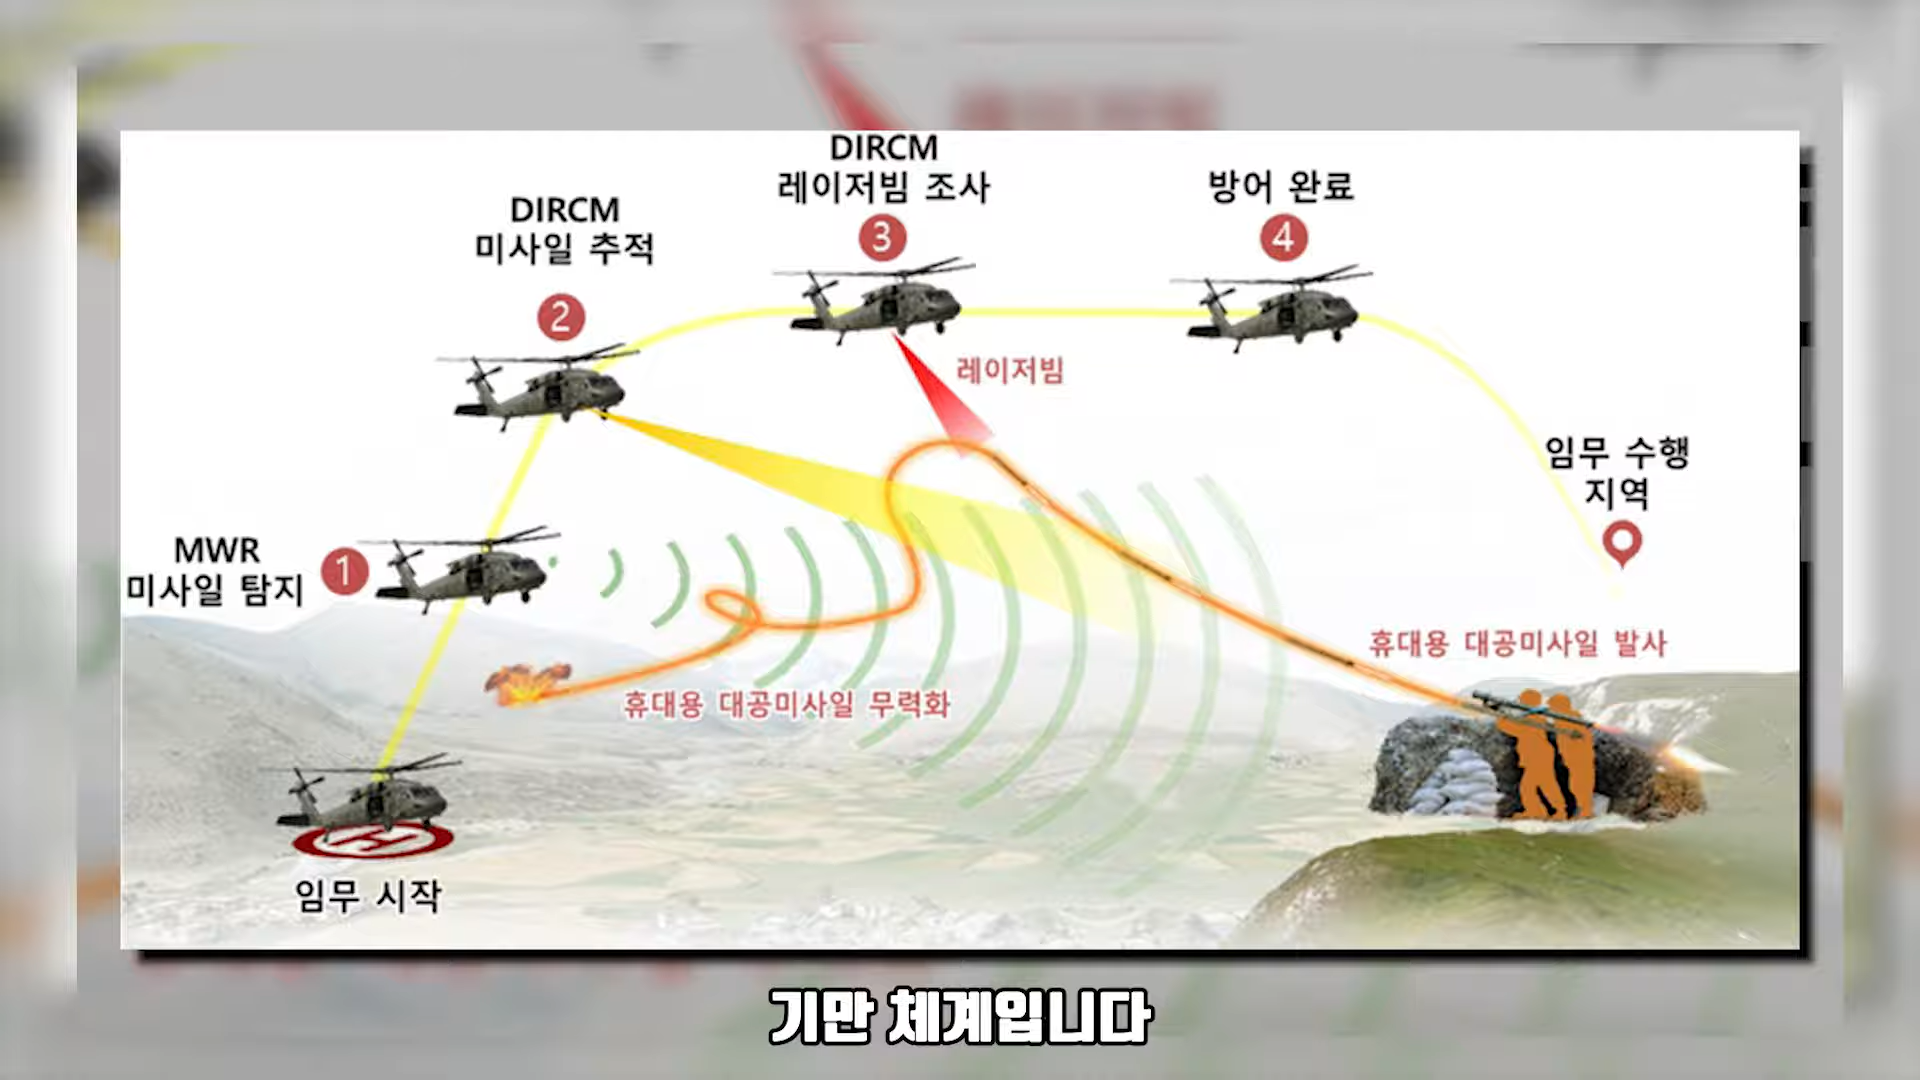 DIRCM
레이저빔 조사
3
방어 완료
4
DIRCM
미사일 추적
2
레이저빔
임무 수행
지역
MWR
미사일 탐지
1
휴대용 대공미사일 발사
휴대용 대공미사일 무력화
H
임무 시작
기만 체계입니다